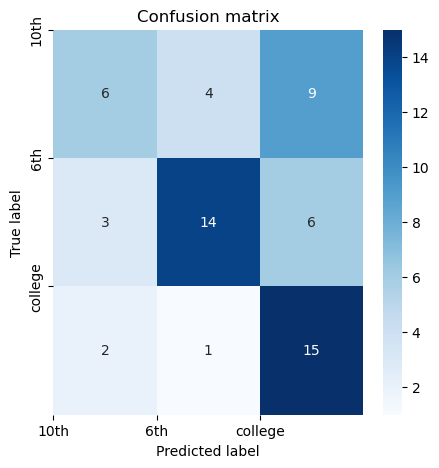 Confusion matrix
10th
6 4 9
6th
3 14 6
college
2 1 15
True label
10th 6th college
Predicted label
14
12
10
8
6
4
2